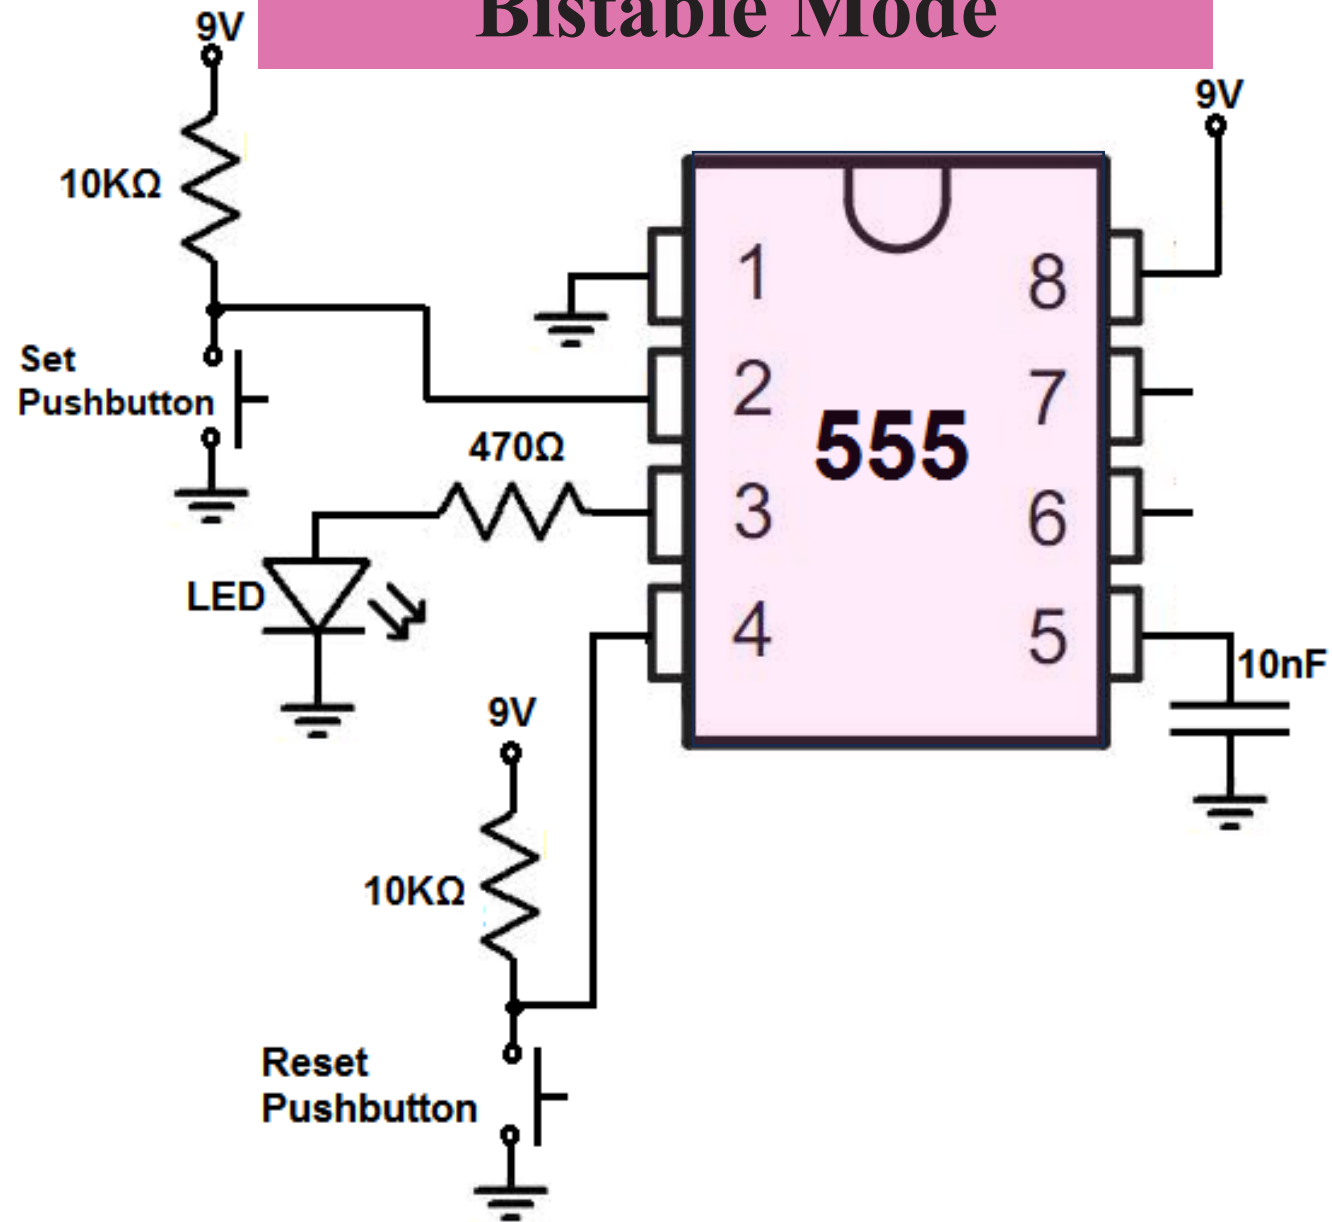 Bistable Mode
9V
9V
10KΩ
1
8
Set
Pushbutton
2
7
555
470Ω
3
6
LED
4
5
10nF
9V
10KΩ
Reset
Pushbutton